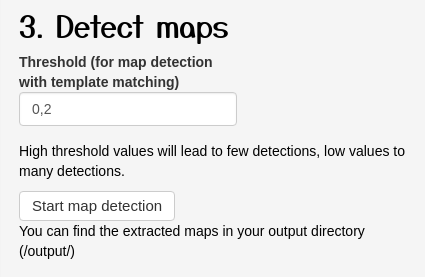 3. Detect maps
Threshold (for map detection
with template matching)
0,2
High threshold values will lead to few detections, low values to
many detections.
Start map detection
You can find the extracted maps in your output directory
(/output/)